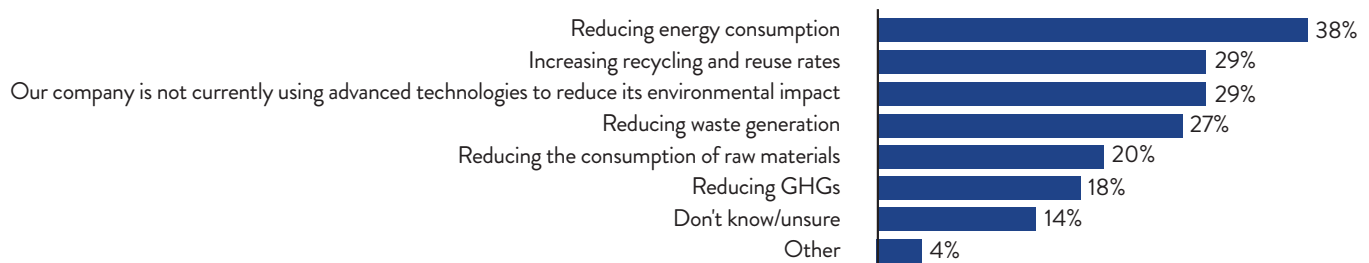 Reducing energy consumption 38%
Increasing recycling and reuse rates 29%
Our company is not currently using advanced technologies to reduce its environmental impact 29%
Reducing waste generation 27%
Reducing the consumption of raw materials 20%
Reducing GHGs 18%
Don't know/unsure 14%
Other 4%